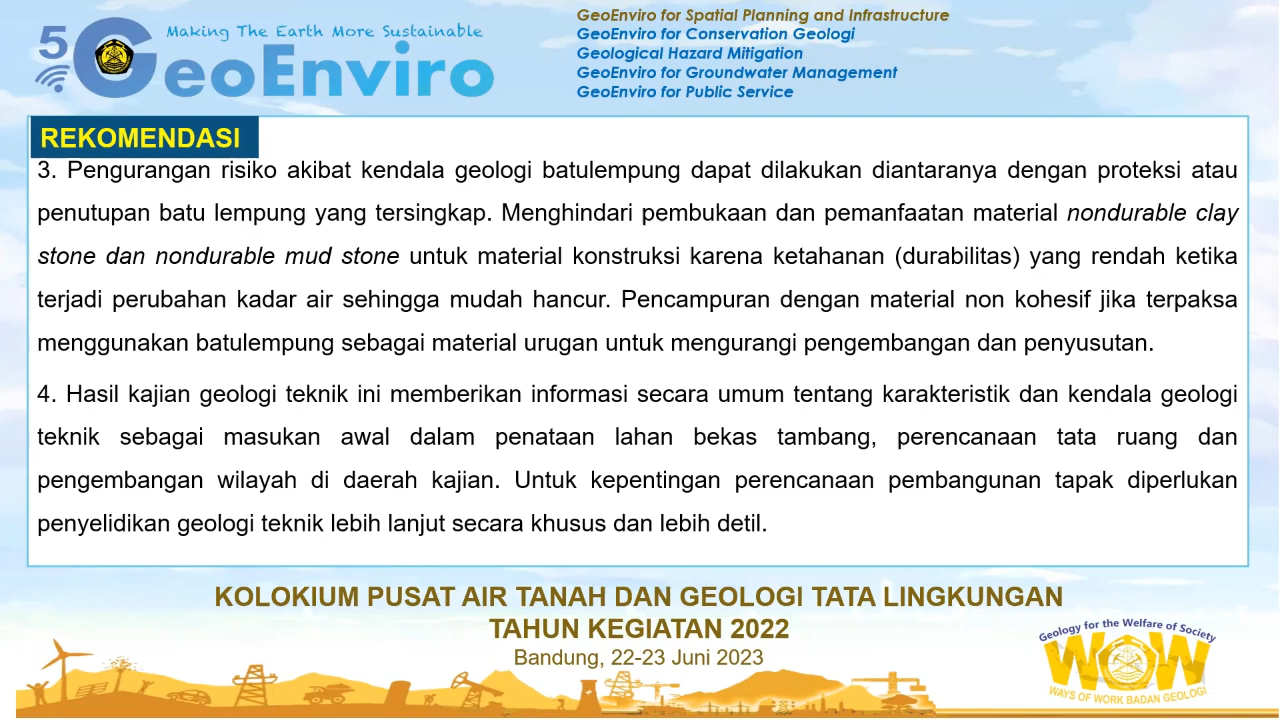 5G
GeoEnviro
Making The Earth More Sustainable
GeoEnviro for Spatial Planning and Infrastructure
GeoEnviro for Conservation Geologi
Geological Hazard Mitigation
GeoEnviro for Groundwater Management
GeoEnviro for Public Service
REKOMENDASI
3. Pengurangan risiko akibat kendala geologi batulempung dapat dilakukan diantaranya dengan proteksi atau
penutupan batu lempung yang tersingkap. Menghindari pembukaan dan pemanfaatan material nondurable clay
stone dan nondurable mud stone untuk material konstruksi karena ketahanan (durabilitas) yang rendah ketika
terjadi perubahan kadar air sehingga mudah hancur. Pencampuran dengan material non kohesif jika terpaksa
menggunakan batulempung sebagai material urugan untuk mengurangi pengembangan dan penyusutan.
4. Hasil kajian geologi teknik ini memberikan informasi secara umum tentang karakteristik dan kendala geologi
teknik sebagai masukan awal dalam penataan lahan bekas tambang, perencanaan tata ruang dan
pengembangan wilayah di daerah kajian. Untuk kepentingan perencanaan pembangunan tapak diperlukan
penyelidikan geologi teknik lebih lanjut secara khusus dan lebih detil.
KOLOKIUM PUSAT AIR TANAH DAN GEOLOGI TATA LINGKUNGAN
TAHUN KEGIATAN 2022
Bandung, 22-23 Juni 2023
Geology for the Welfare of Society
WOW
WAYS OF WORK BADAN GEOLOGI